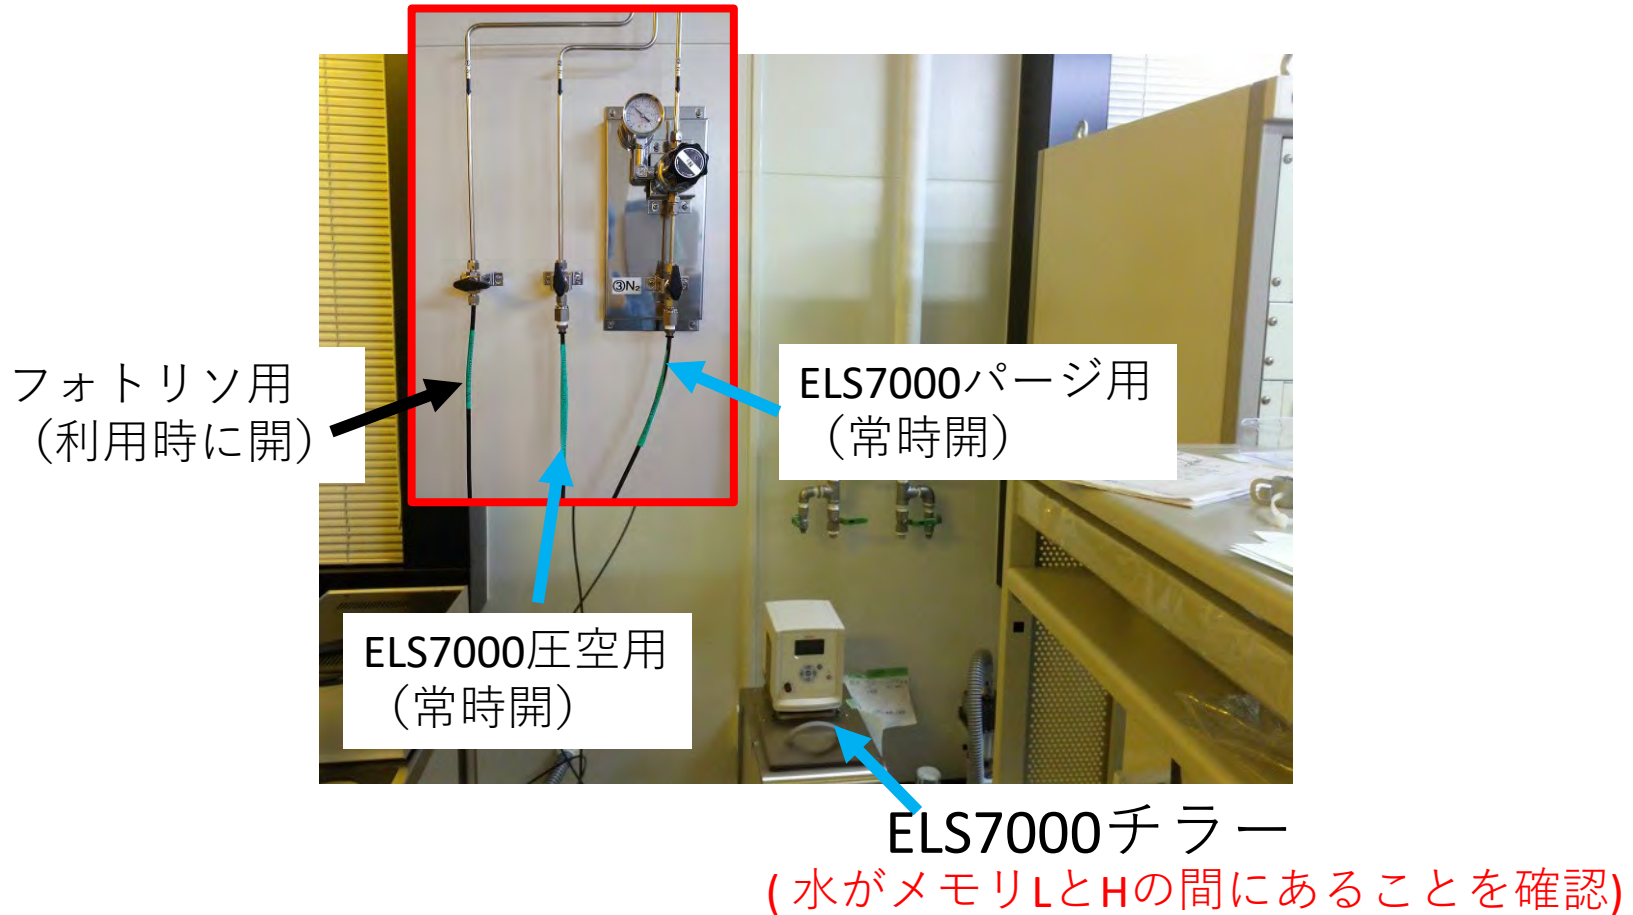 ③N₂
フォトリソ用
（利用時に開）
ELS7000パージ用
（常時開）
ELS7000圧空用
（常時開）
ELS7000チラー
( 水がメモリLとHの間にあることを確認)